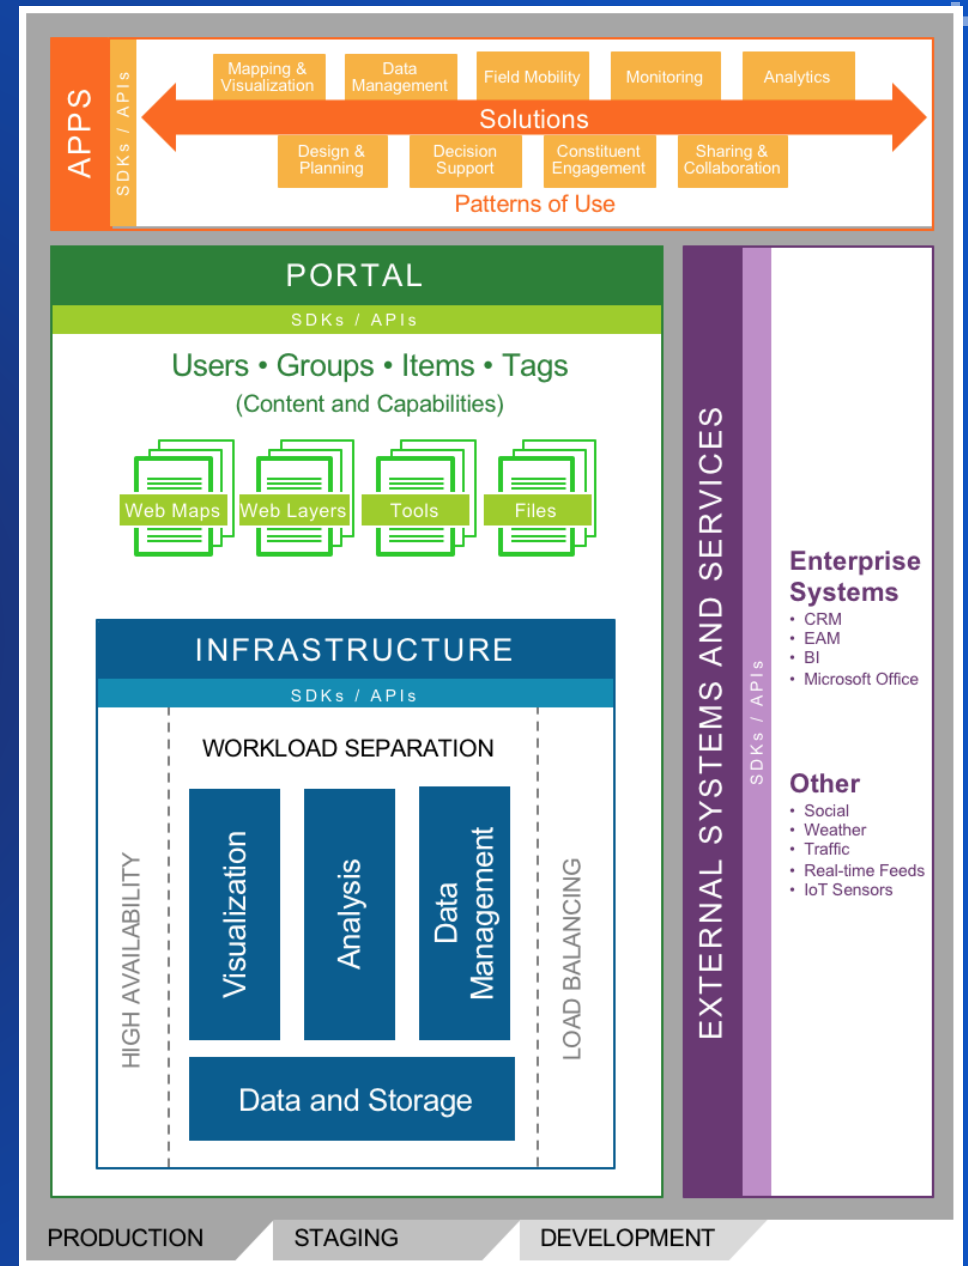 APPS
SDKs / APIs
Mapping &
Visualization
Data
Management
Field Mobility
Monitoring
Analytics
Solutions
Design &
Planning
Decision
Support
Constituent
Engagement
Sharing &
Collaboration
Patterns of Use
PORTAL
SDKs / APIs
Users • Groups • Items • Tags
(Content and Capabilities)
Web Maps
Web Layers
Tools
Files
INFRASTRUCTURE
SDKs / APIs
WORKLOAD SEPARATION
HIGH AVAILABILITY
Visualization
Analysis
Data
Management
LOAD BALANCING
Data and Storage
EXTERNAL SYSTEMS AND SERVICES
SDKs / APIs
Enterprise
Systems
• CRM
• EAM
• BI
• Microsoft Office
Other
• Social
• Weather
• Traffic
• Real-time Feeds
• IoT Sensors
PRODUCTION
STAGING
DEVELOPMENT